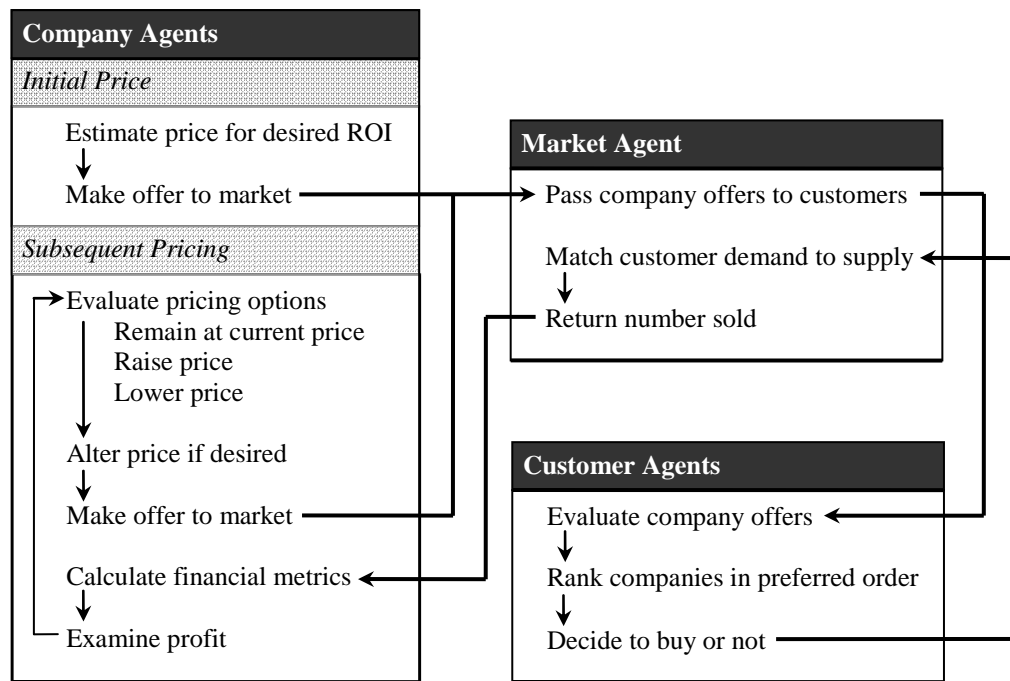 Company Agents
Initial Price
Estimate price for desired ROI
Make offer to market
Subsequent Pricing
Evaluate pricing options
Remain at current price
Raise price
Lower price
Alter price if desired
Make offer to market
Calculate financial metrics
Examine profit
Market Agent
Pass company offers to customers
Match customer demand to supply
Return number sold
Customer Agents
Evaluate company offers
Rank companies in preferred order
Decide to buy or not